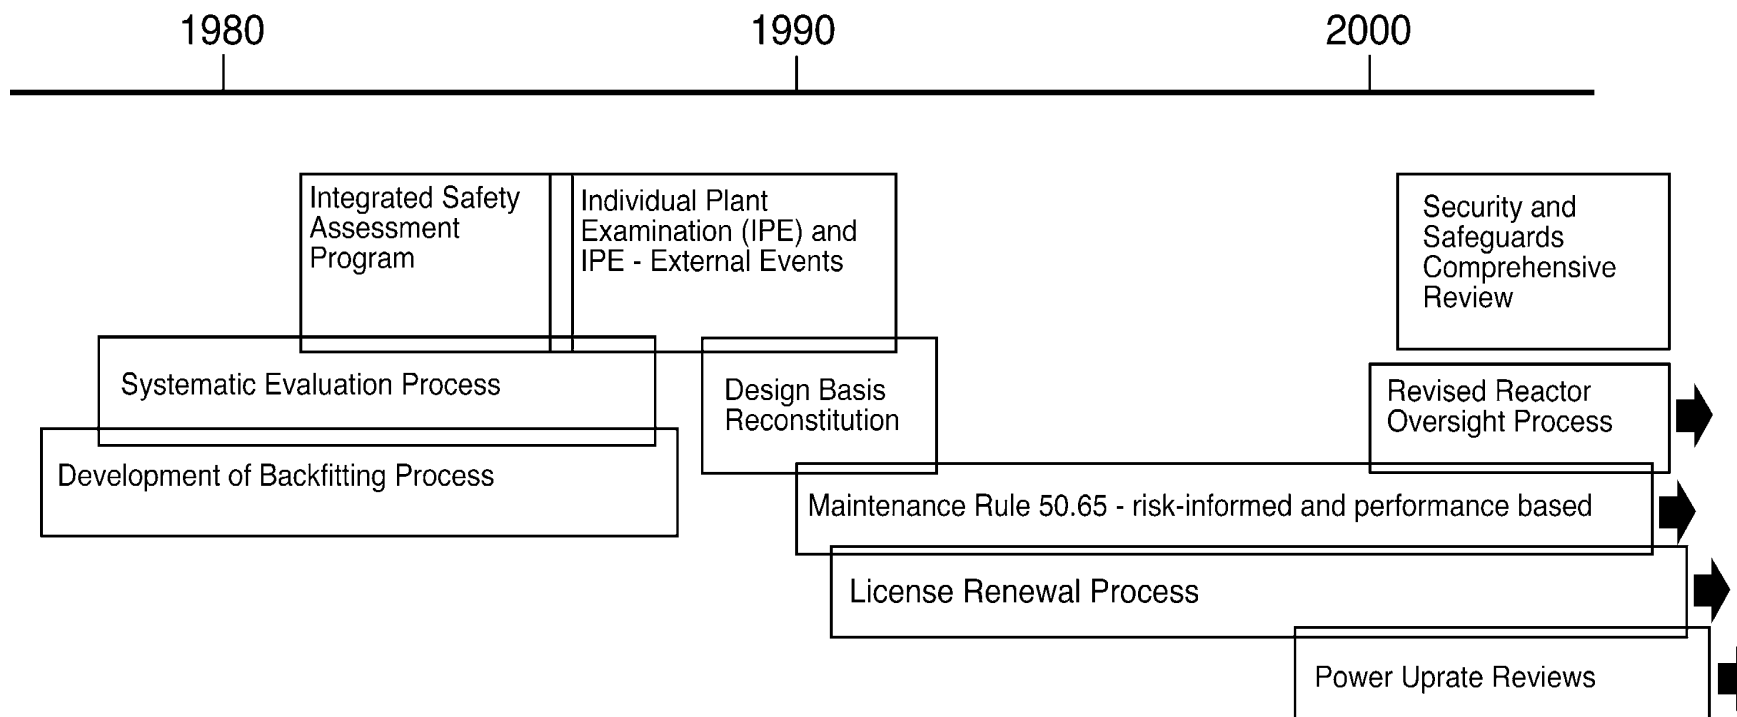 1980
1990
2000
Integrated Safety
Assessment
Program
Individual Plant
Examination (IPE) and
IPE - External Events
Security and
Safeguards
Comprehensive
Review
Systematic Evaluation Process
Design Basis
Reconstitution
Revised Reactor
Oversight Process
Development of Backfitting Process
Maintenance Rule 50.65 - risk-informed and performance based
License Renewal Process
Power Uprate Reviews